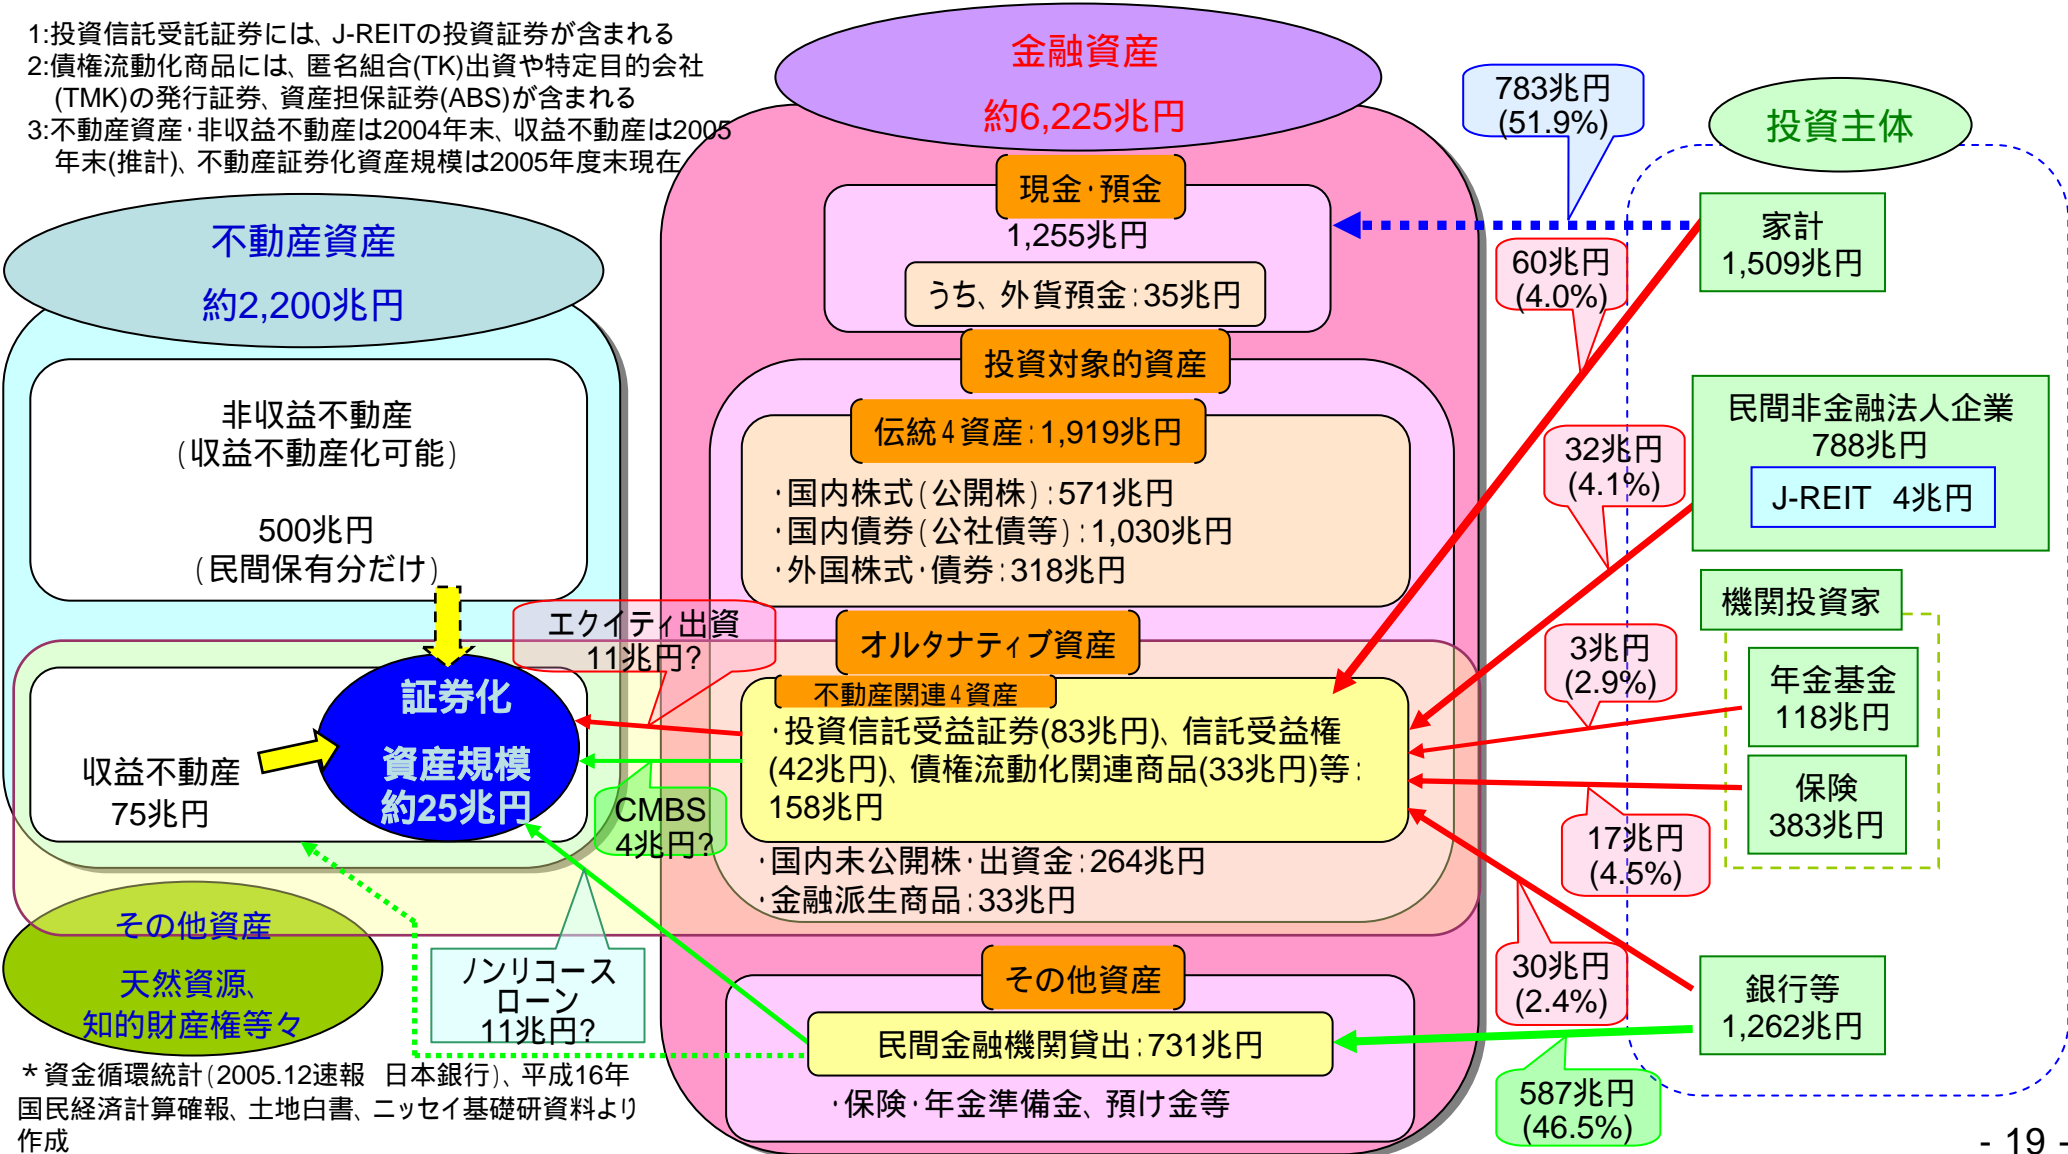 1:投資信託受託証券には、J-REITの投資証券が含まれる
2:債権流動化商品には、匿名組合(TK)出資や特定目的会社
(TMK)の発行証券、資産担保証券(ABS)が含まれる
3:不動産資産・非収益不動産は2004年末、収益不動産は2005
年末(推計)、不動産証券化資産規模は2005年度末現在
不動産資産
約2,200兆円
非収益不動産
(収益不動産化可能)
500兆円
(民間保有分だけ)
収益不動産
75兆円
証券化
資産規模
約25兆円
その他資産
天然資源、
知的財産権等々
エクイティ出資
11兆円?
CMBS
4兆円?
ノンリコース
ローン
11兆円?
金融資産
約6,225兆円
現金・預金
1,255兆円
うち、外貨預金:35兆円
投資対象的資産
伝統4資産:1,919兆円
・国内株式(公開株):571兆円
・国内債券(公社債等):1,030兆円
・外国株式・債券:318兆円
オルタナティブ資産
不動産関連4資産
・投資信託受益証券(83兆円)、信託受益権
(42兆円)、債権流動化関連商品(33兆円)等:
158兆円
・国内未公開株・出資金:264兆円
・金融派生商品:33兆円
その他資産
民間金融機関貸出:731兆円
・保険・年金準備金、預け金等
783兆円
(51.9%)
60兆円
(4.0%)
32兆円
(4.1%)
3兆円
(2.9%)
17兆円
(4.5%)
30兆円
(2.4%)
587兆円
(46.5%)
投資主体
家計
1,509兆円
民間非金融法人企業
788兆円
J-REIT 4兆円
機関投資家
年金基金
118兆円
保険
383兆円
銀行等
1,262兆円
*資金循環統計(2005.12速報 日本銀行)、平成16年
国民経済計算確報、土地白書、ニッセイ基礎研資料より
作成
- 19 -